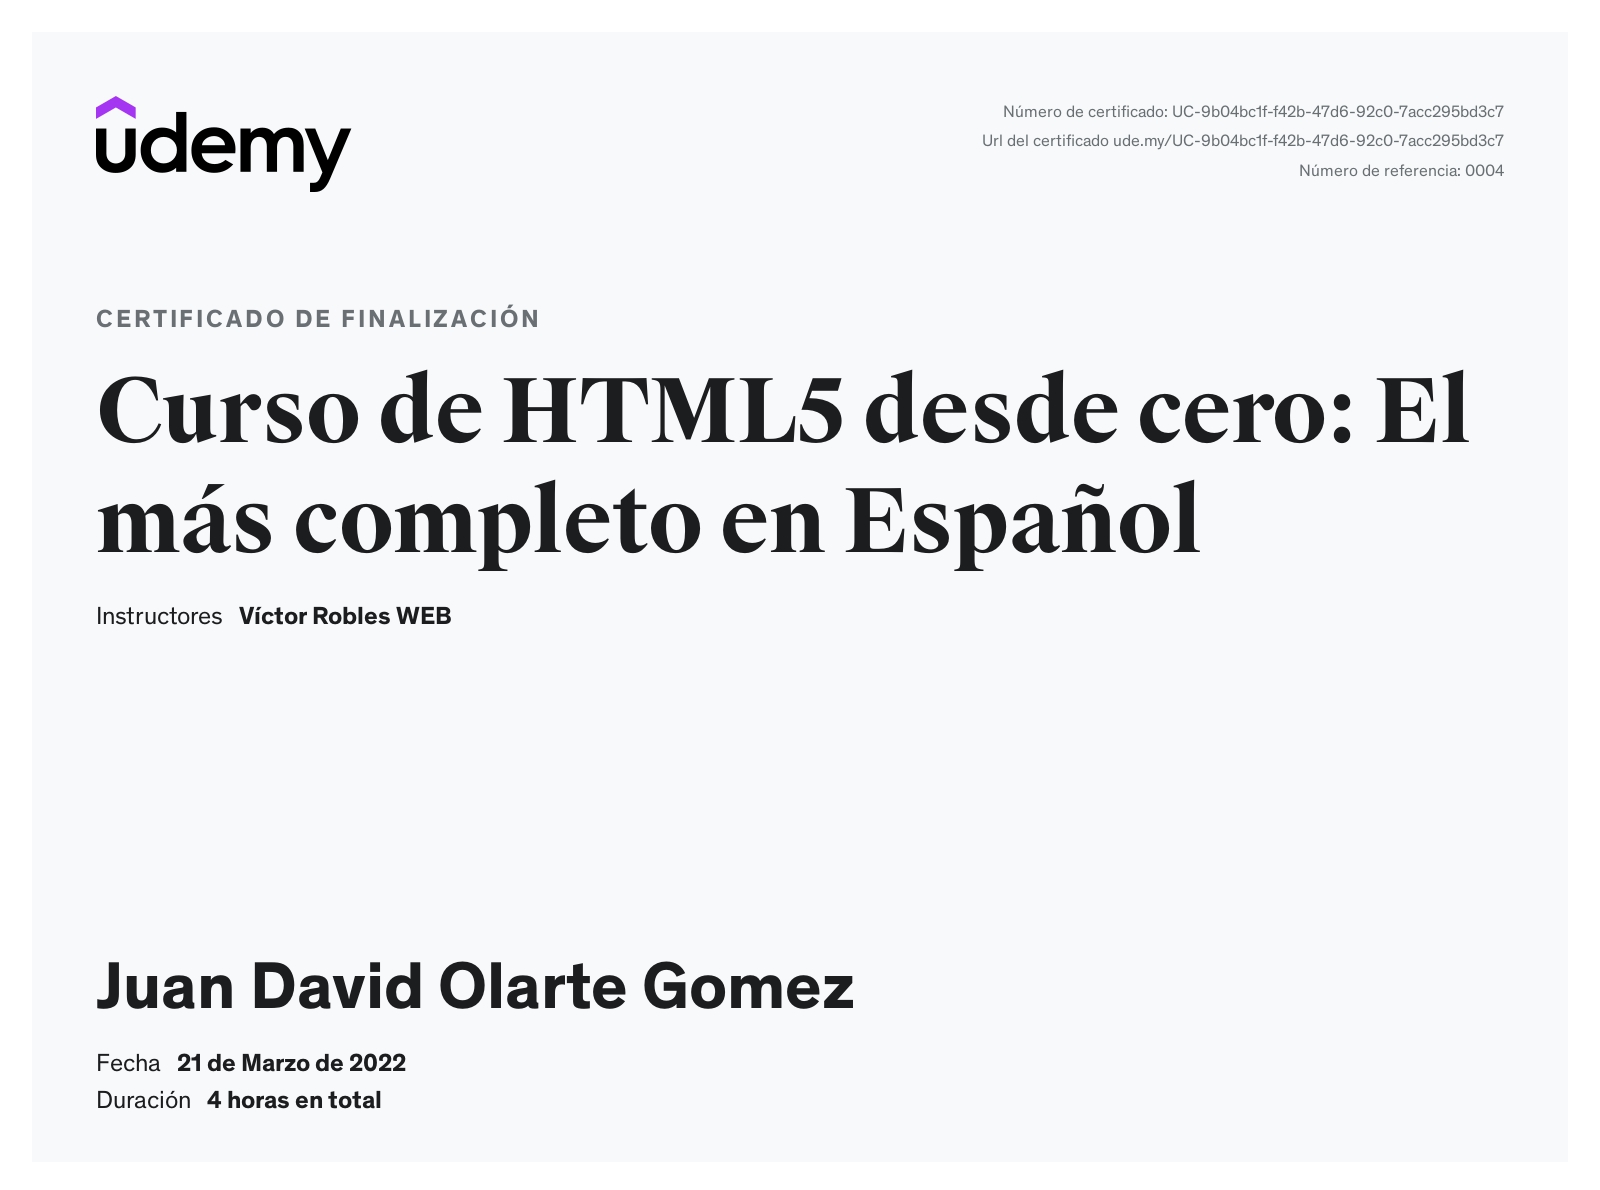 udemy
Número de certificado: UC-9b04bc1f-f42b-47d6-92c0-7acc295bd3c7
Url del certificado ude.my/UC-9b04bc1f-f42b-47d6-92c0-7acc295bd3c7
Número de referencia: 0004
CERTIFICADO DE FINALIZACIÓN
Curso de HTML5 desde cero: El
más completo en Español
Instructores Víctor Robles WEB
Juan David Olarte Gomez
Fecha 21 de Marzo de 2022
Duración 4 horas en total